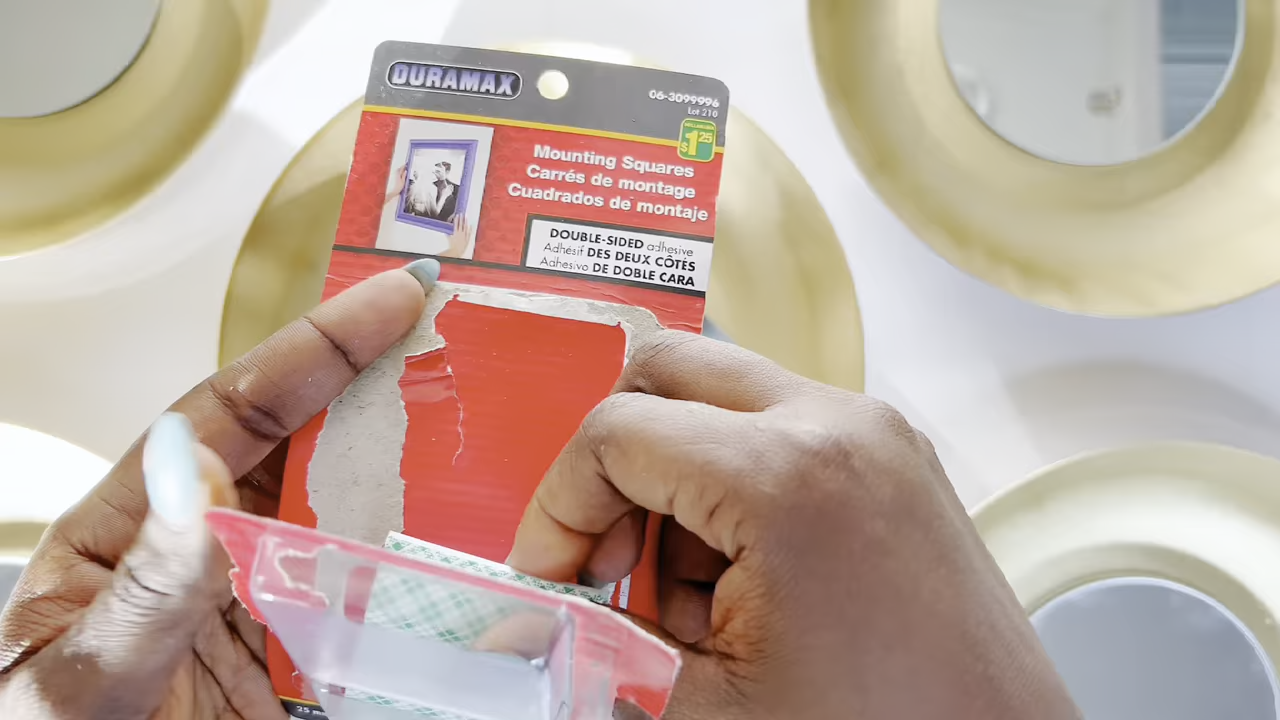 DURAMAX
06-3099996
Lot 210
$1.25
Mounting Squares
Carrés de montage
Cuadrados de montaje
DOUBLE-SIDED adhesive
Adhésif DES DEUX CÔTÉS
Adhesivo DE DOBLE CARA
25 m